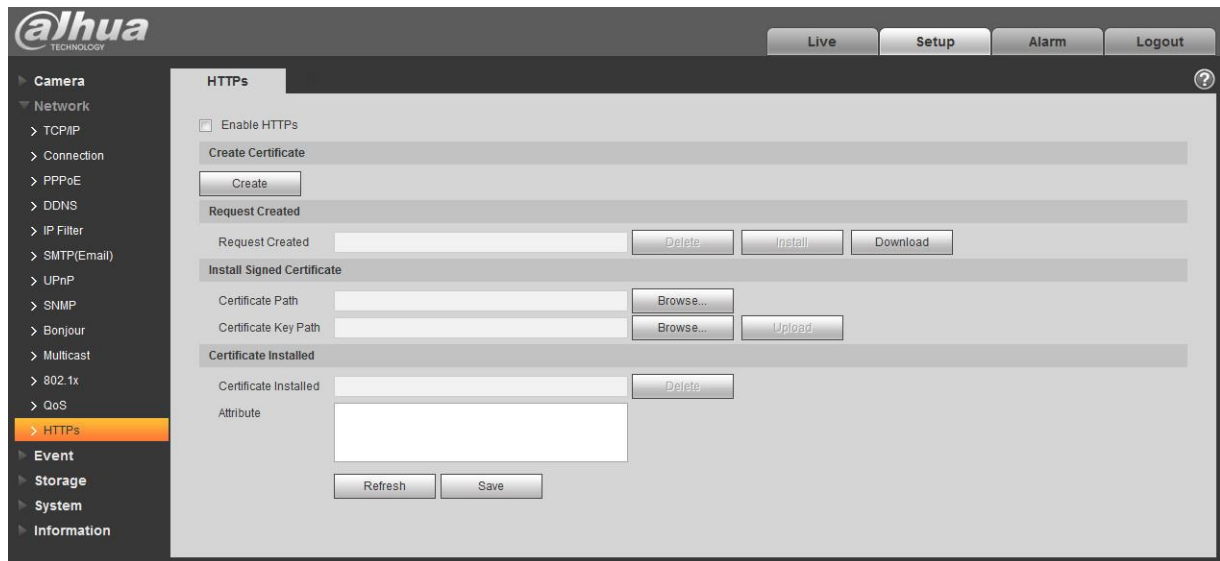 alhua
TECHNOLOGY
Live
Setup
Alarm
Logout
Camera
Network
TCP/IP
Connection
PPPoE
DDNS
IP Filter
SMTP(Email)
UPnP
SNMP
Bonjour
Multicast
802.1x
QoS
HTTPs
Event
Storage
System
Information
HTTPs
?
Enable HTTPs
Create Certificate
Create
Request Created
Request Created Delete Install Download
Install Signed Certificate
Certificate Path Browse...
Certificate Key Path Browse... Upload
Certificate Installed
Certificate Installed Delete
Attribute
Refresh Save